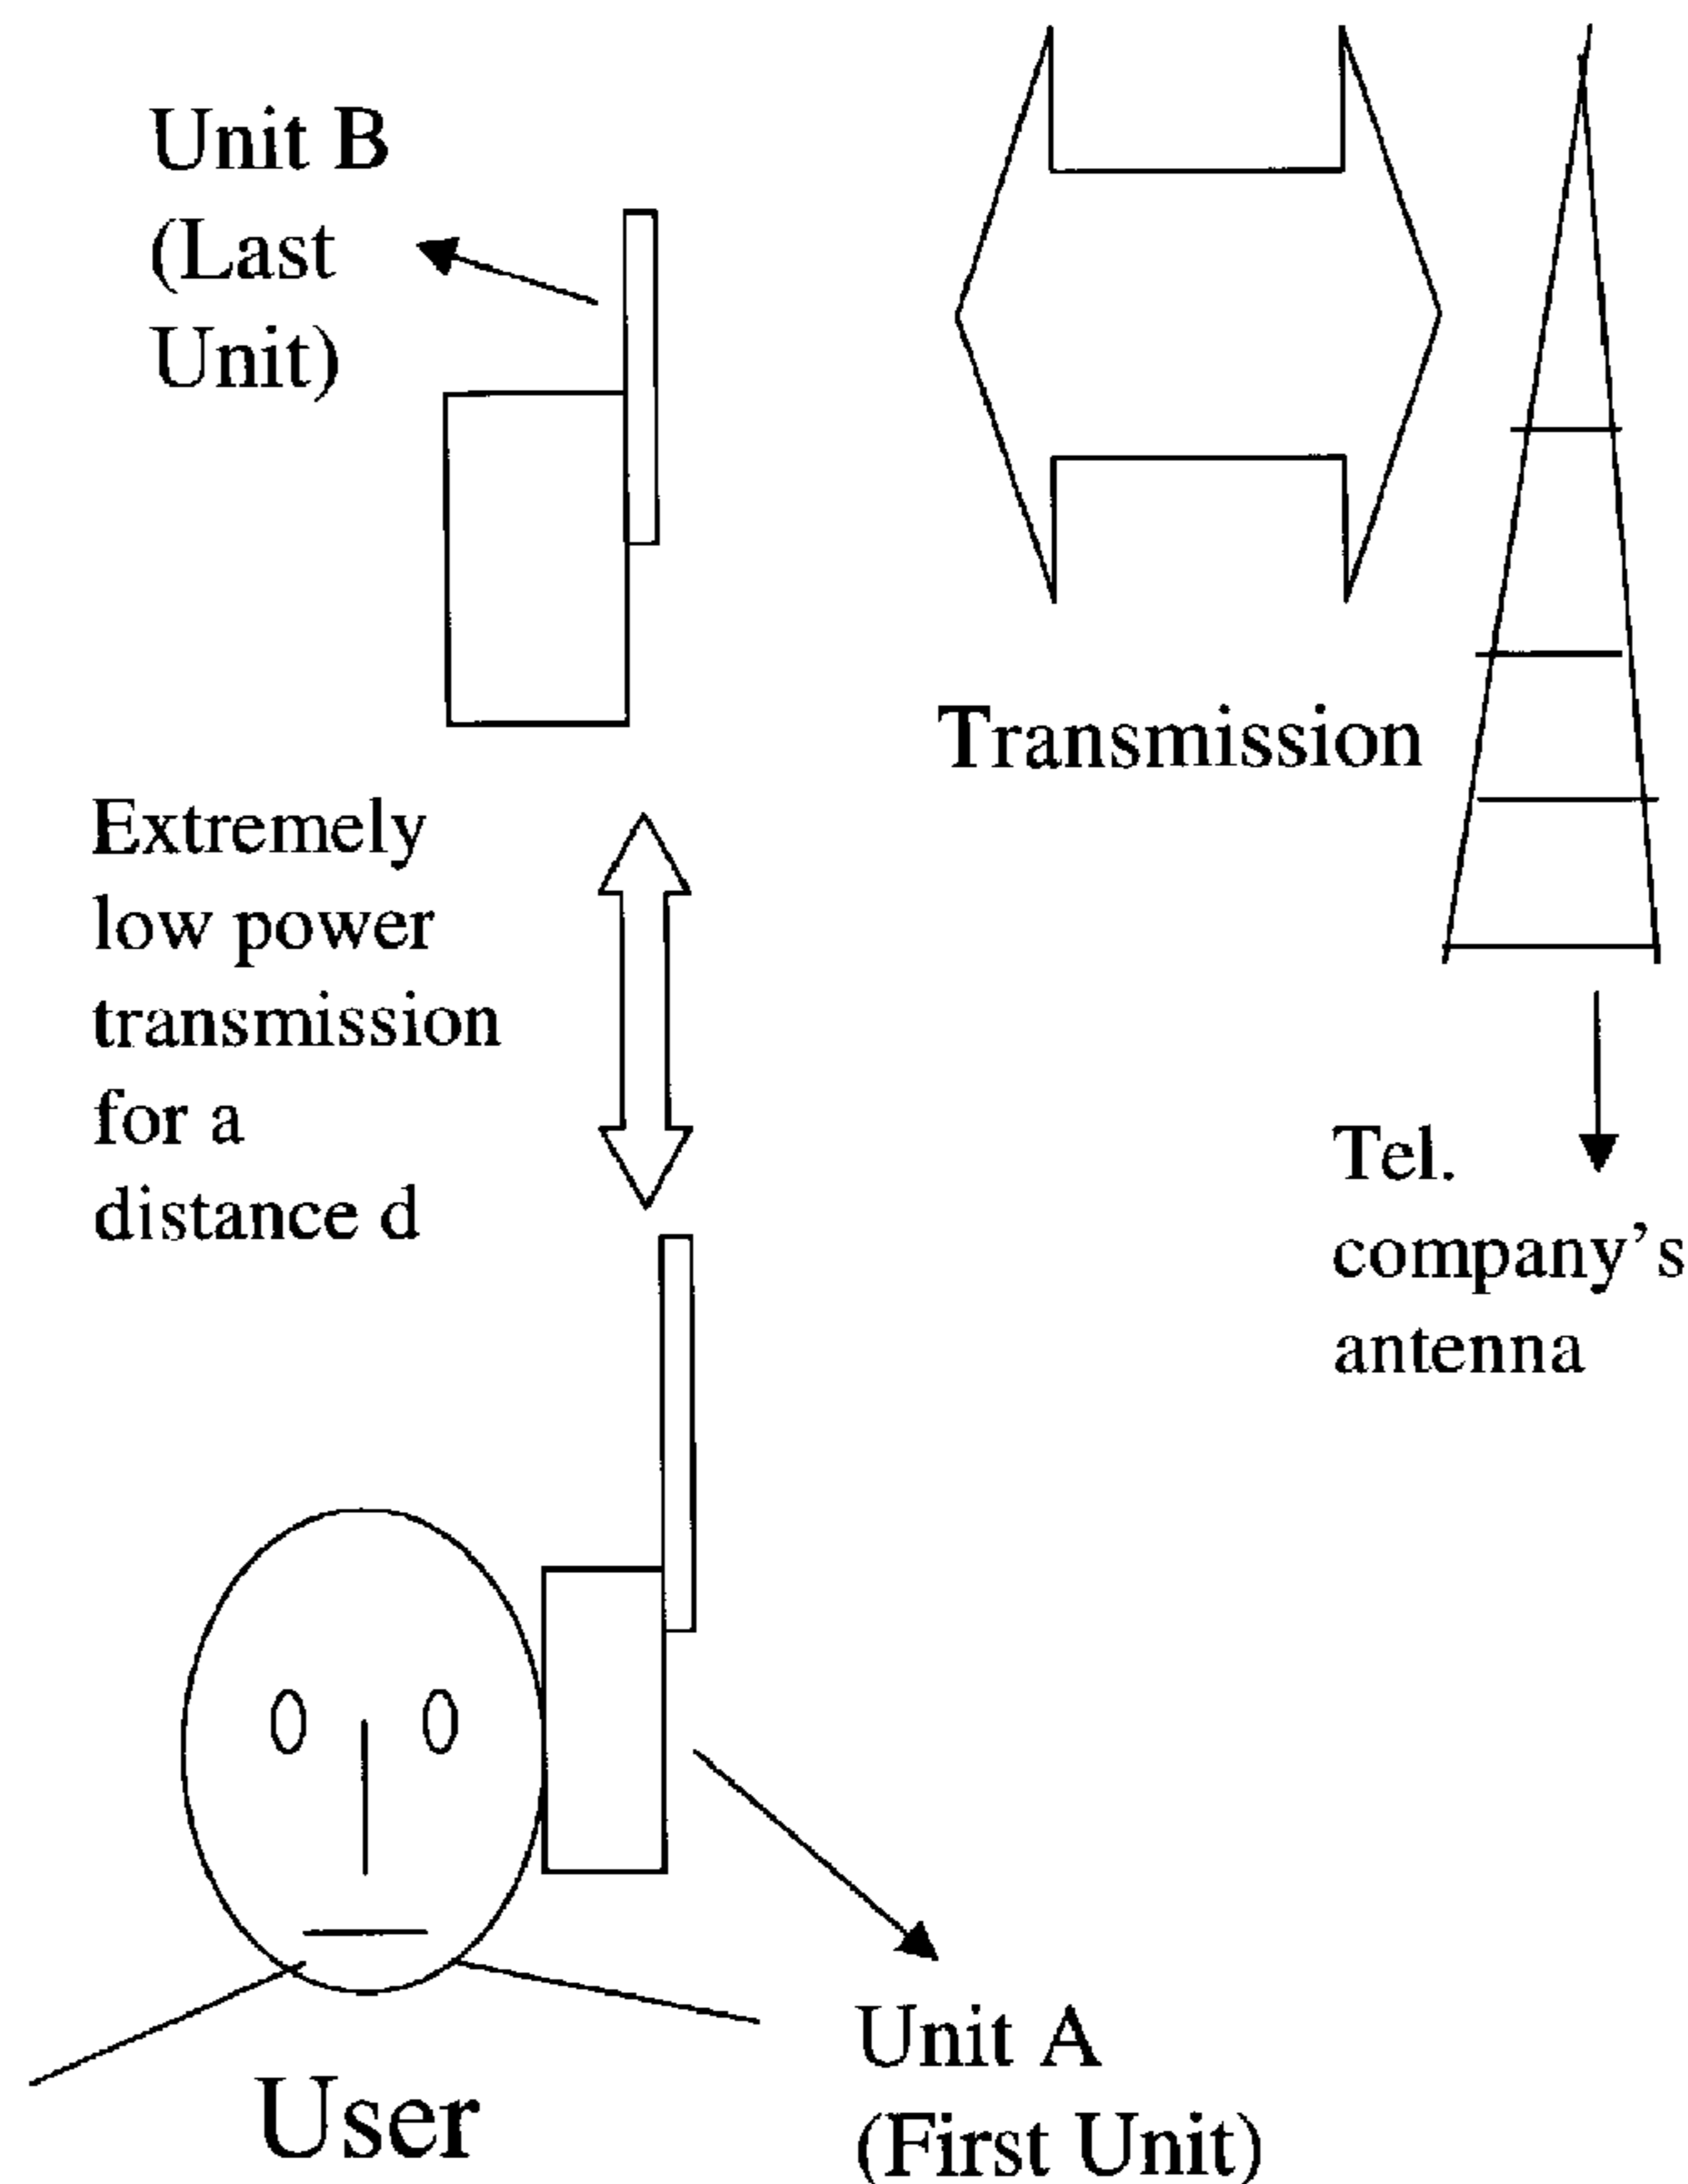 Unit B
(Last
Unit)
Transmission
Extremely
low power
transmission
for a
distance d
Tel.
company’s
antenna
User
Unit A
(First Unit)